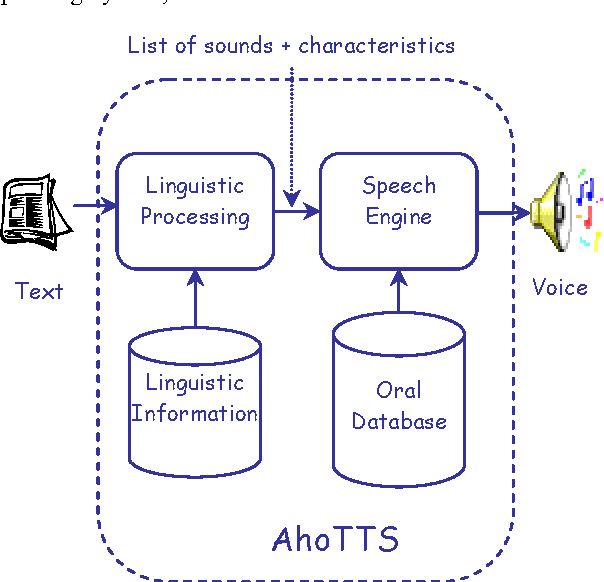 List of sounds + characteristics
Linguistic
Processing
Speech
Engine
Text
Voice
Linguistic
Information
Oral
Database
AhoTTS